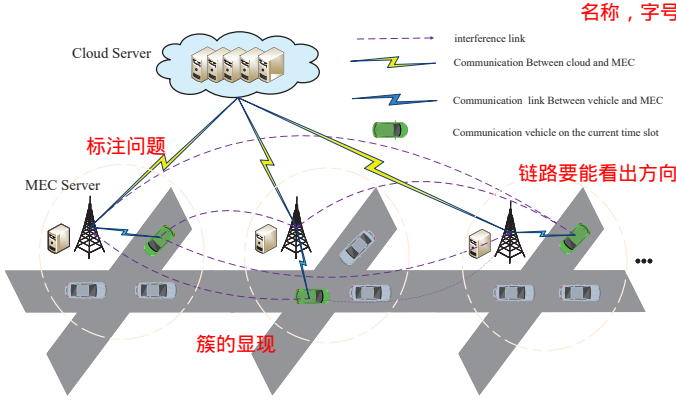 名称，字号
interference link
Cloud Server
Communication Between cloud and MEC
Communication link Between vehicle and MEC
Communication vehicle on the current time slot
标注问题
链路要能看出方向
MEC Server
•••
簇的显现